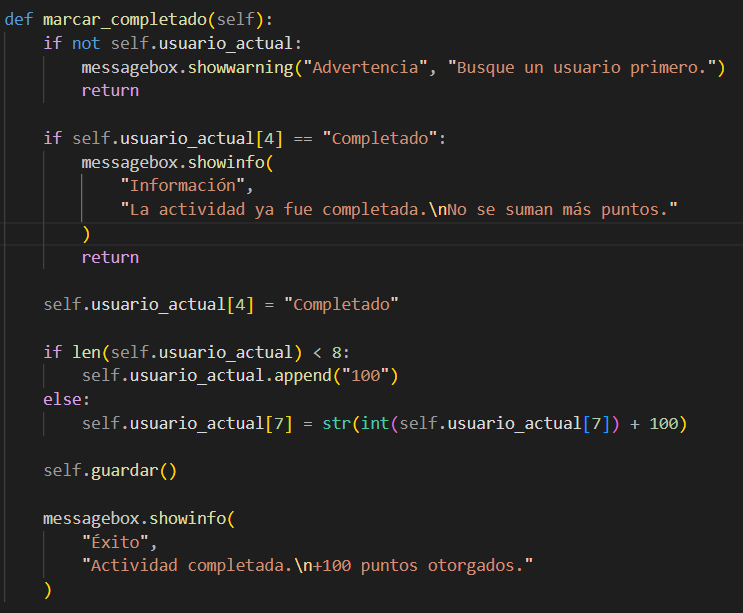 def marcar_completado(self):
    if not self.usuario_actual:
        messagebox.showwarning("Advertencia", "Busque un usuario primero.")
        return

    if self.usuario_actual[4] == "Completado":
        messagebox.showinfo(
            "Información",
            "La actividad ya fue completada.\nNo se suman más puntos."
        )
        return

    self.usuario_actual[4] = "Completado"

    if len(self.usuario_actual) < 8:
        self.usuario_actual.append("100")
    else:
        self.usuario_actual[7] = str(int(self.usuario_actual[7]) + 100)

    self.guardar()

    messagebox.showinfo(
        "Éxito",
        "Actividad completada.\n+100 puntos otorgados."
    )